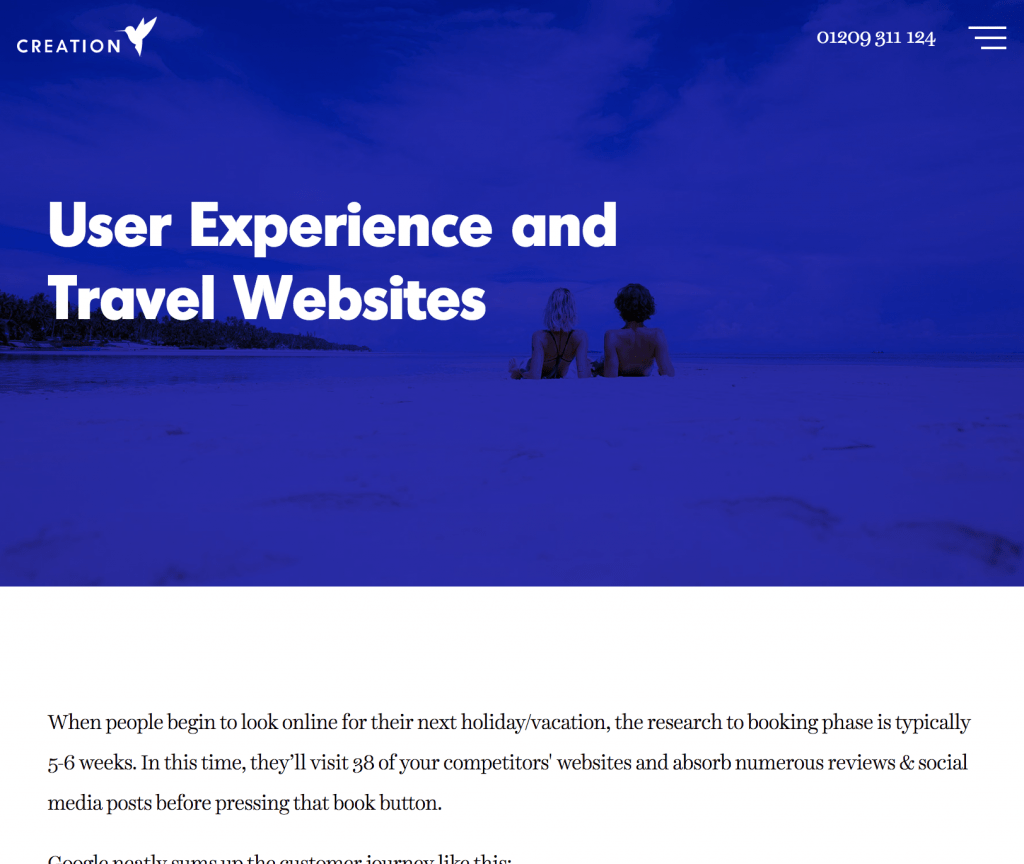 CREATION
01209 311 124
User Experience and
Travel Websites
When people begin to look online for their next holiday/vacation, the research to booking phase is typically
5-6 weeks. In this time, they’ll visit 38 of your competitors' websites and absorb numerous reviews & social
media posts before pressing that book button.
Google neatly sums up the customer journey like this: